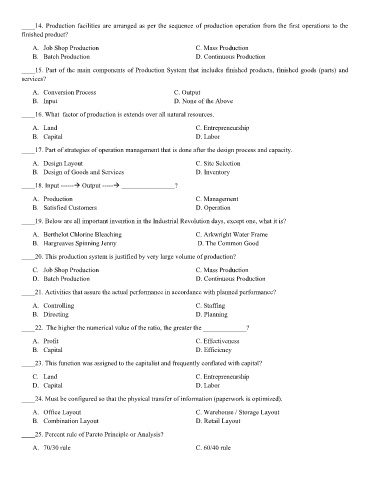 ____14. Production facilities are arranged as per the sequence of production operation from the first operations to the
finished product?
A. Job Shop Production C. Mass Production
B. Batch Production D. Continuous Production
____15. Part of the main components of Production System that includes finished products, finished goods (parts) and
services?
A. Conversion Process C. Output
B. Input D. None of the Above
____16. What factor of production is extends over all natural resources.
A. Land C. Entrepreneurship
B. Capital D. Labor
____17. Part of strategies of operation management that is done after the design process and capacity.
A. Design Layout C. Site Selection
B. Design of Goods and Services D. Inventory
____18. Input ------→ Output -----→ ________________?
A. Production C. Management
B. Satisfied Customers D. Operation
____19. Below are all important invention in the Industrial Revolution days, except one, what it is?
A. Berthelot Chlorine Bleaching C. Arkwright Water Frame
B. Hargreaves Spinning Jenny D. The Common Good
____20. This production system is justified by very large volume of production?
C. Job Shop Production C. Mass Production
D. Batch Production D. Continuous Production
____21. Activities that assure the actual performance in accordance with planned performance?
A. Controlling C. Staffing
B. Directing D. Planning
____22. The higher the numerical value of the ratio, the greater the _____________?
A. Profit C. Effectiveness
B. Capital D. Efficiency
____23. This function was assigned to the capitalist and frequently conflated with capital?
C. Land C. Entrepreneurship
D. Capital D. Labor
____24. Must be configured so that the physical transfer of information (paperwork is optimized).
A. Office Layout C. Warehouse / Storage Layout
B. Combination Layout D. Retail Layout
____25. Percent rule of Pareto Principle or Analysis?
A. 70/30 rule C. 60/40 rule